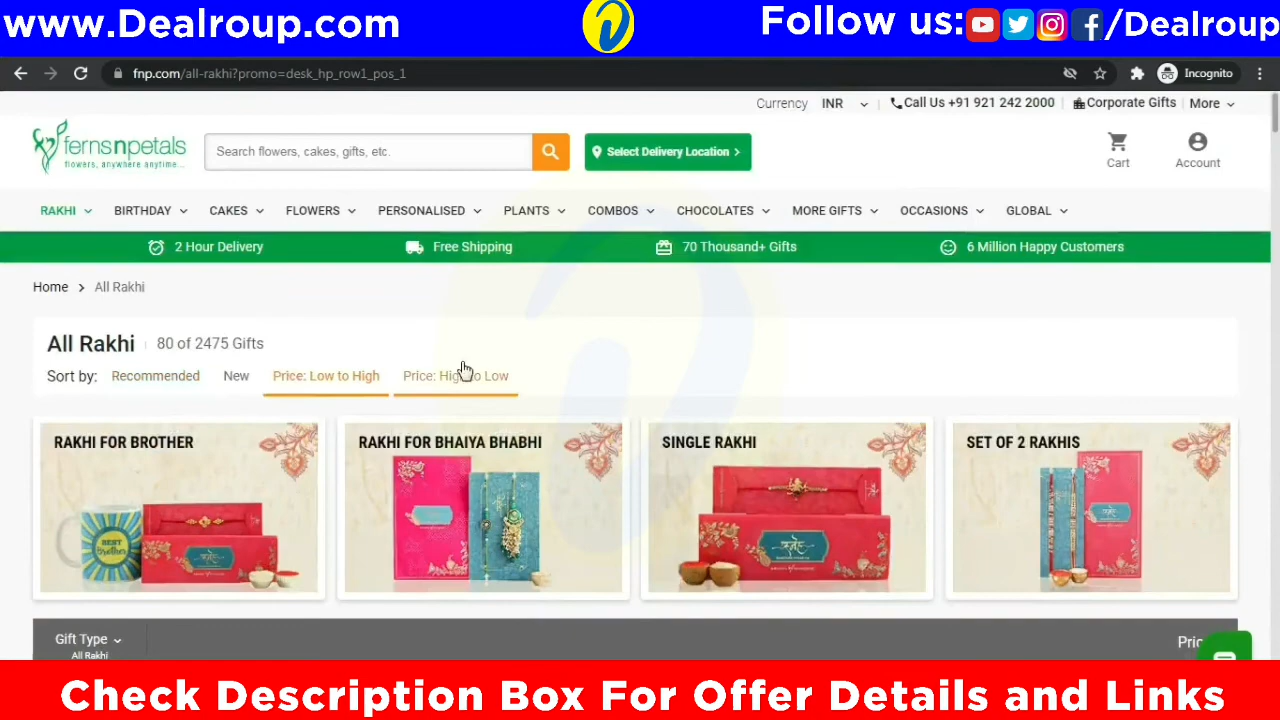 www.Dealroup.com
Follow us: /Dealroup
fnp.com/all-rakhi?promo=desk_hp_row1_pos_1
Incognito
Currency INR Call Us +91 921 242 2000 Corporate Gifts More
fernsnpetals
flowers, anywhere anytime...
Search flowers, cakes, gifts, etc.
Select Delivery Location >
Cart
Account
RAKHI BIRTHDAY CAKES FLOWERS PERSONALISED PLANTS COMBOS CHOCOLATES MORE GIFTS OCCASIONS GLOBAL
2 Hour Delivery Free Shipping 70 Thousand+ Gifts 6 Million Happy Customers
Home > All Rakhi
All Rakhi 80 of 2475 Gifts
Sort by: Recommended New Price: Low to High Price: High to Low
RAKHI FOR BROTHER
RAKHI FOR BHAIYA BHABHI
SINGLE RAKHI
SET OF 2 RAKHIS
BEST
Brother
स्नेह
Gift Type
All Rakhi
Pric
Check Description Box For Offer Details and Links